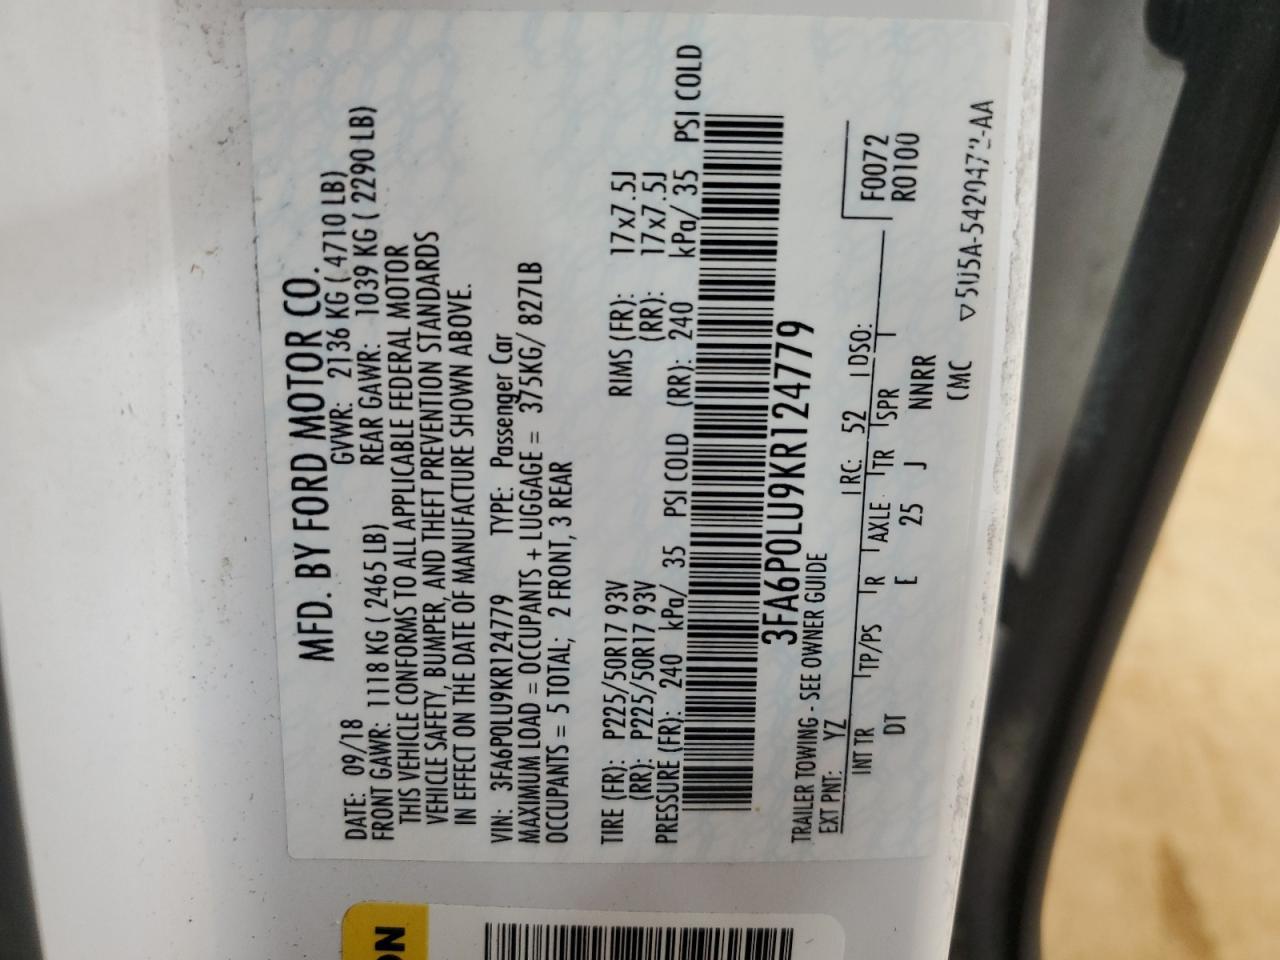 MFD. BY FORD MOTOR CO.
DATE: 09/18 GVWR: 2136 KG ( 4710 LB)
FRONT GAWR: 1118 KG ( 2465 LB) REAR GAWR: 1039 KG ( 2290 LB)
THIS VEHICLE CONFORMS TO ALL APPLICABLE FEDERAL MOTOR
VEHICLE SAFETY, BUMPER, AND THEFT PREVENTION STANDARDS
IN EFFECT ON THE DATE OF MANUFACTURE SHOWN ABOVE.
VIN: 3FA6P0LU9KR124779 TYPE: Passenger Car
MAXIMUM LOAD = OCCUPANTS + LUGGAGE = 375KG/ 827LB
OCCUPANTS = 5 TOTAL; 2 FRONT, 3 REAR
TIRE (FR): P225/50R17 93V RIMS (FR): 17x7.5J
(RR): P225/50R17 93V (RR): 17x7.5J
PRESSURE (FR): 240 kPa/ 35 PSI COLD (RR): 240 kPa/ 35 PSI COLD
3FA6P0LU9KR124779
TRAILER TOWING - SEE OWNER GUIDE
EXT PNT: YZ RC: 52 DSO: F0072
INT TR TP/PS R AXLE TR SPR R0100
DT E 25 J NNRR
ON